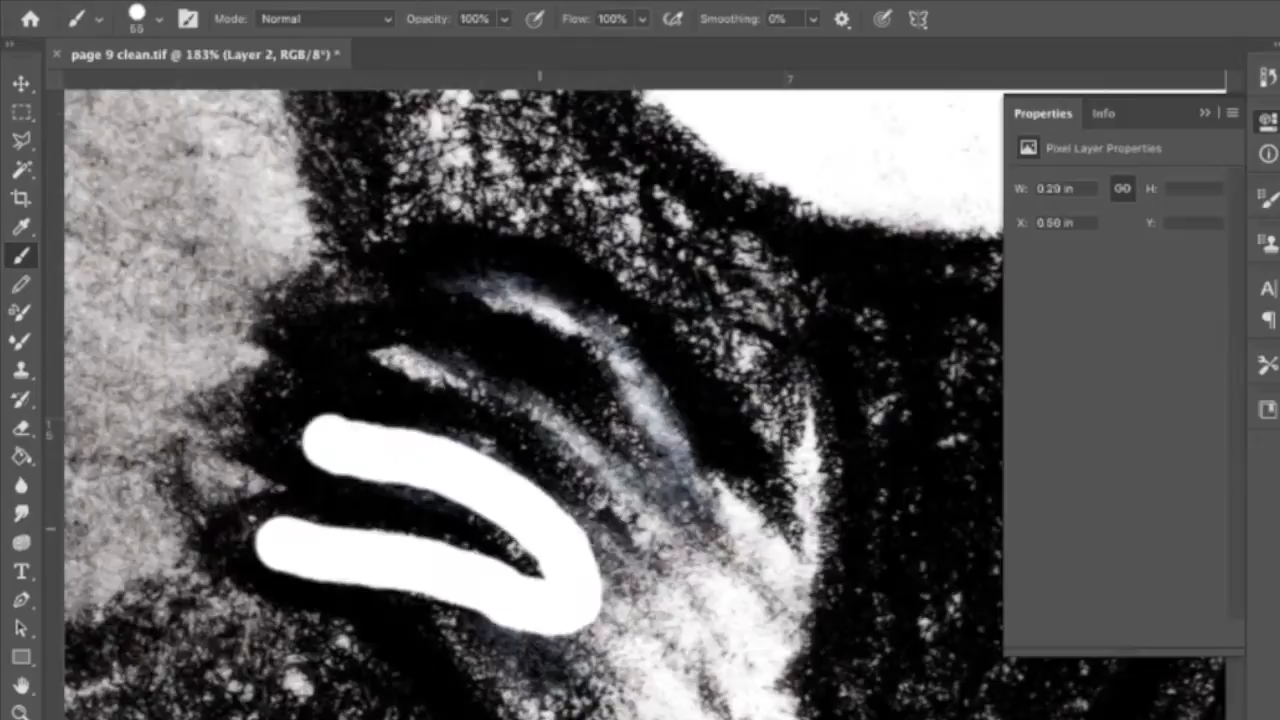 Mode: Normal Opacity: 100% Flow: 100% Smoothing: 0%
page 9 clean.tif @ 183% (Layer 2, RGB/8*) *
7
Properties Info
Pixel Layer Properties
W: 0.29 in H:
X: 0.50 in Y: